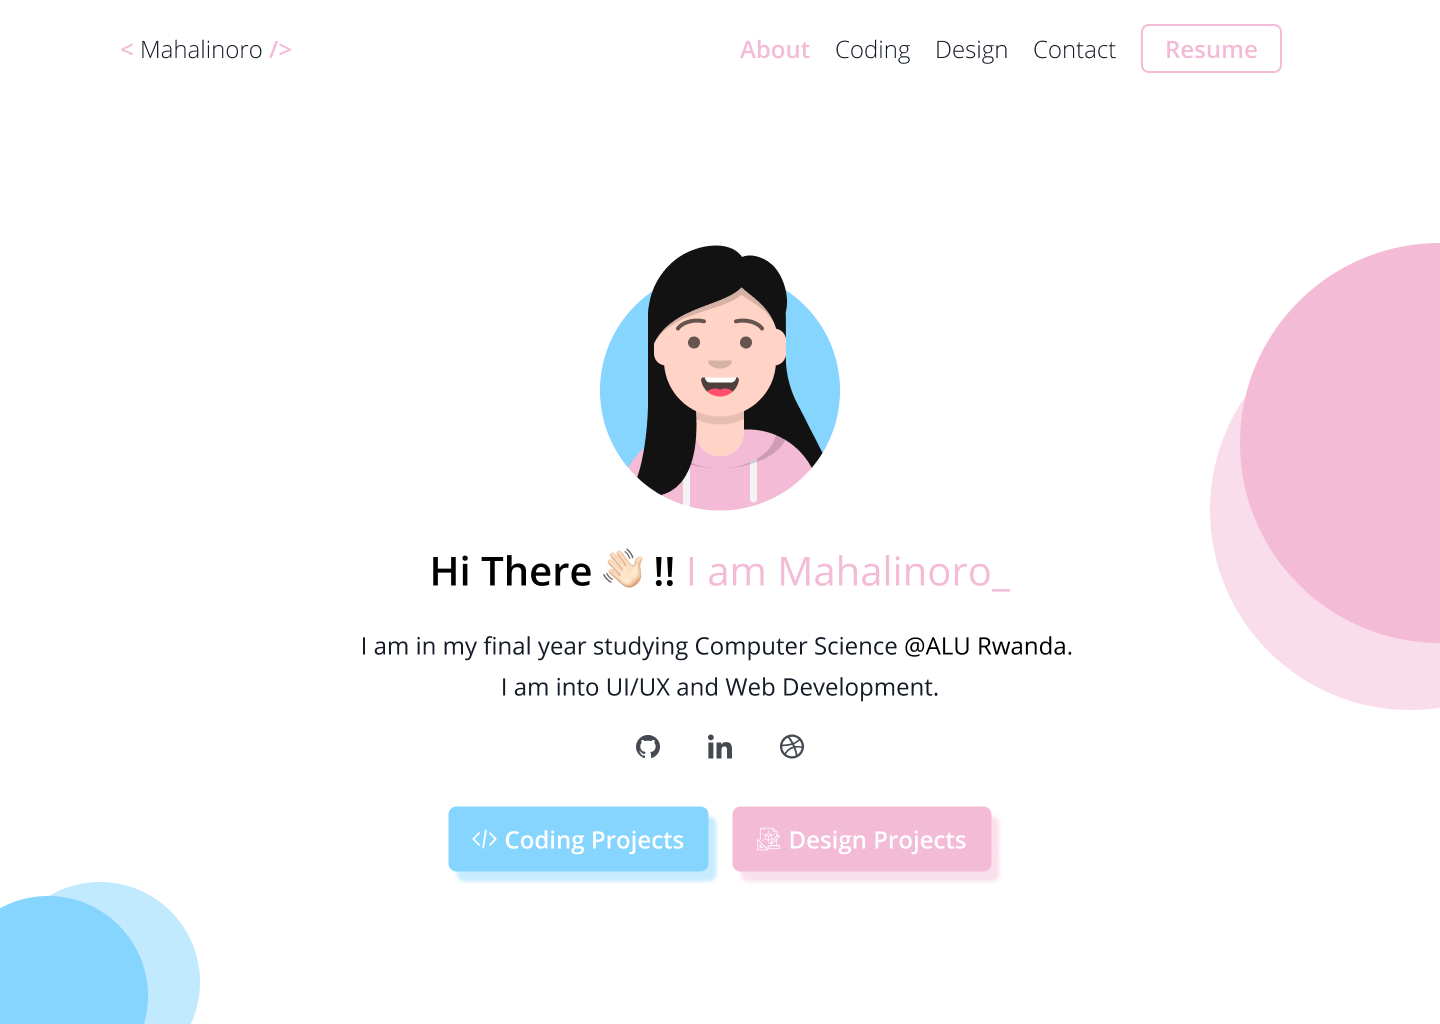 < Mahalinoro />
About Coding Design Contact Resume
Hi There 👋🏻 !! I am Mahalinoro_
I am in my final year studying Computer Science @ALU Rwanda.
I am into UI/UX and Web Development.
in
</> Coding Projects
Design Projects